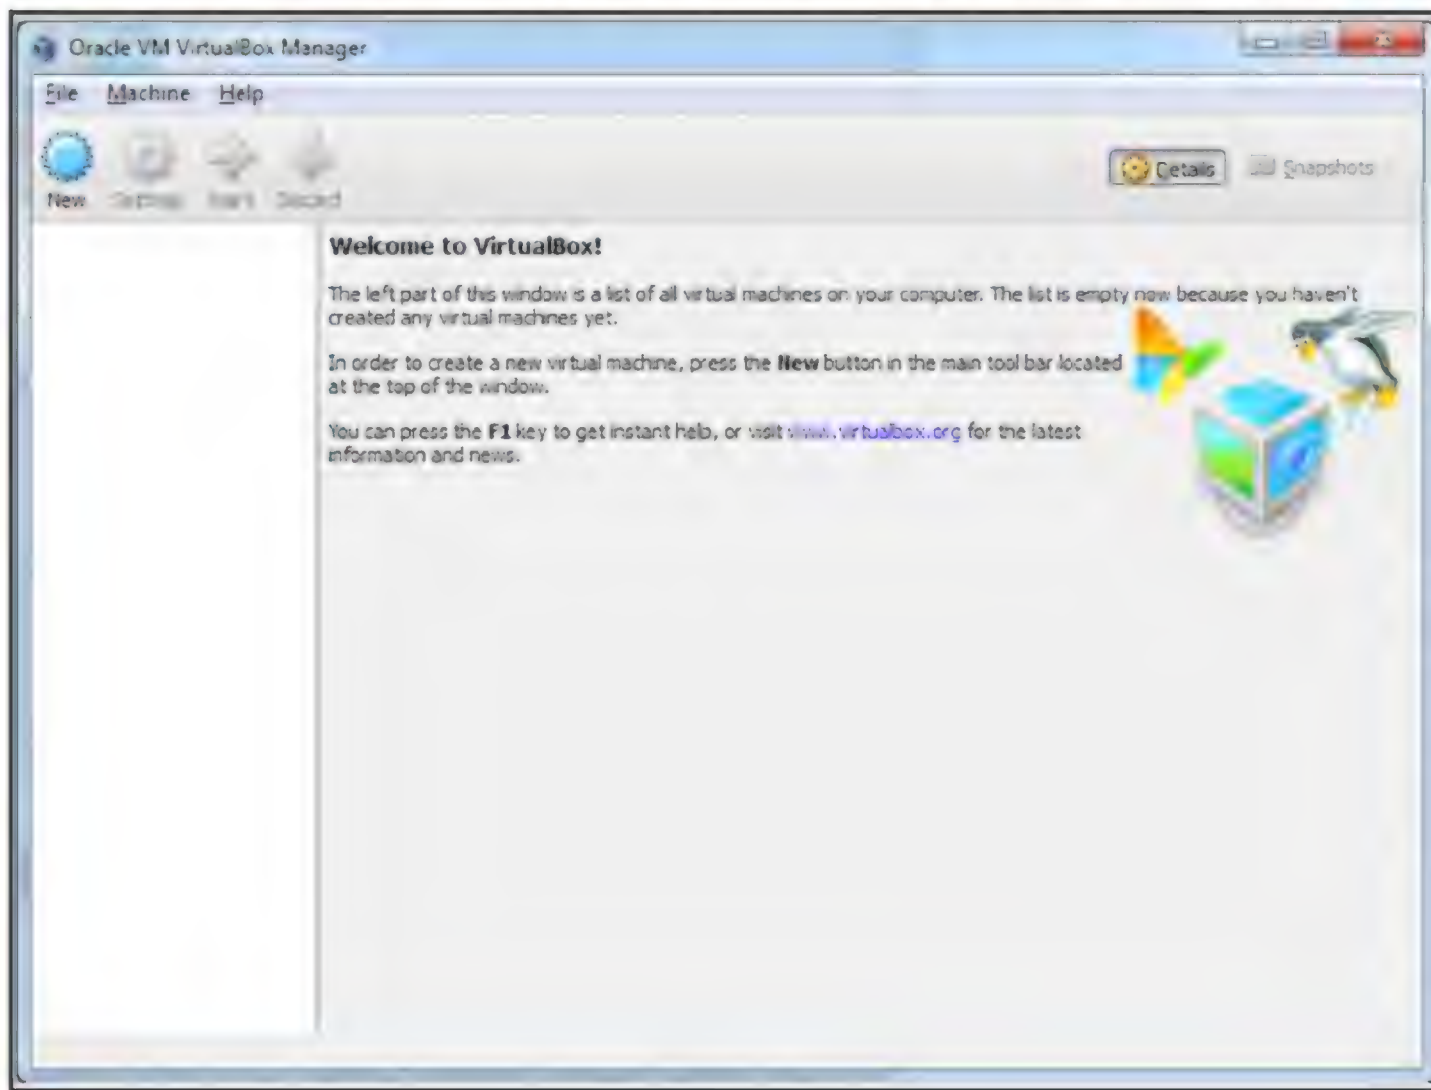 Oracle VM VirtualBox Manager
File Machine Help
New Settings Start Discard
Details Snapshots
Welcome to VirtualBox!
The left part of this window is a list of all virtual machines on your computer. The list is empty now because you haven't
created any virtual machines yet.
In order to create a new virtual machine, press the New button in the main tool bar located
at the top of the window.
You can press the F1 key to get instant help, or visit www.virtualbox.org for the latest
information and news.